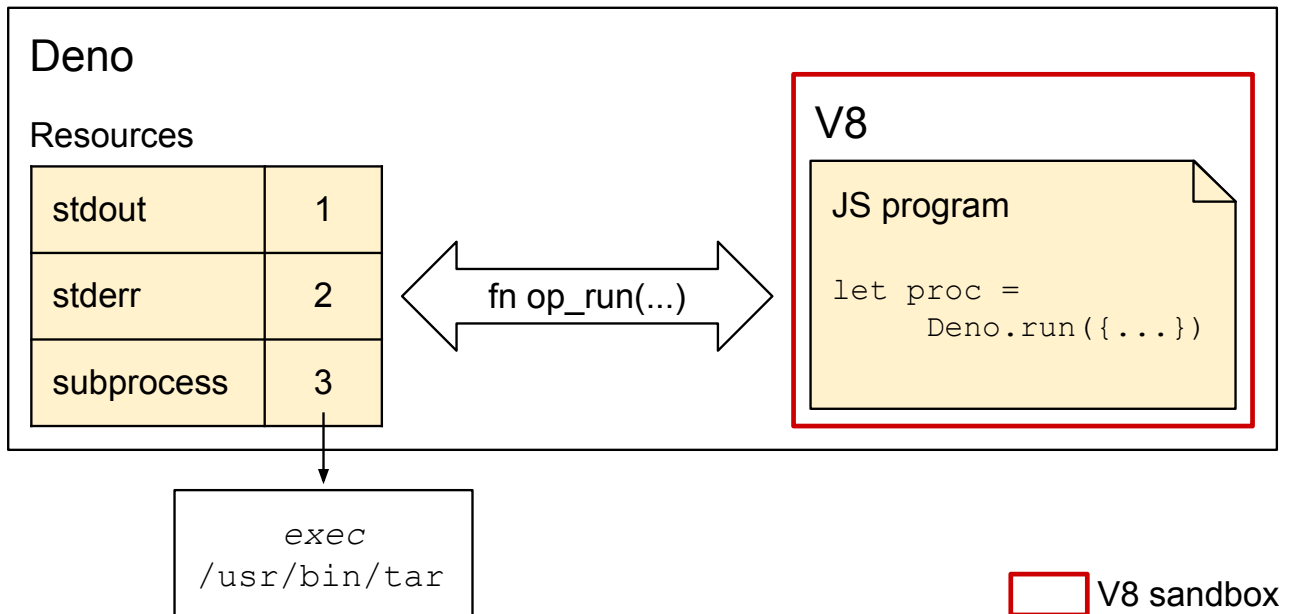 Deno
Resources
stdout 1
stderr 2
subprocess 3
fn op_run(...)
V8
JS program
let proc =
Deno.run({...})
exec
/usr/bin/tar
V8 sandbox